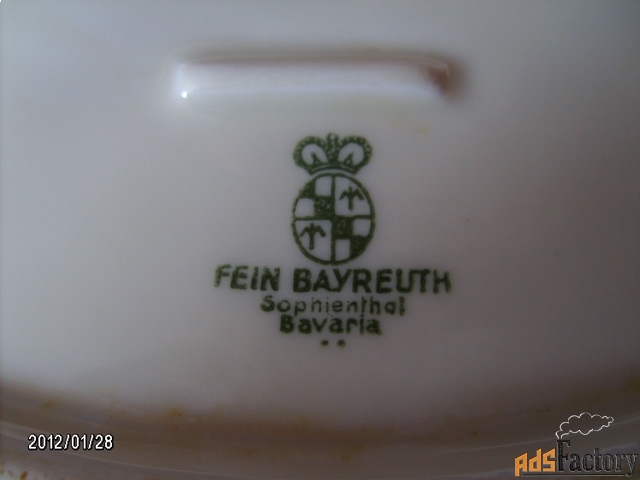 FEIN BAYREUTH
Sophienthal
Bavaria
2012/01/28
AdsFactory